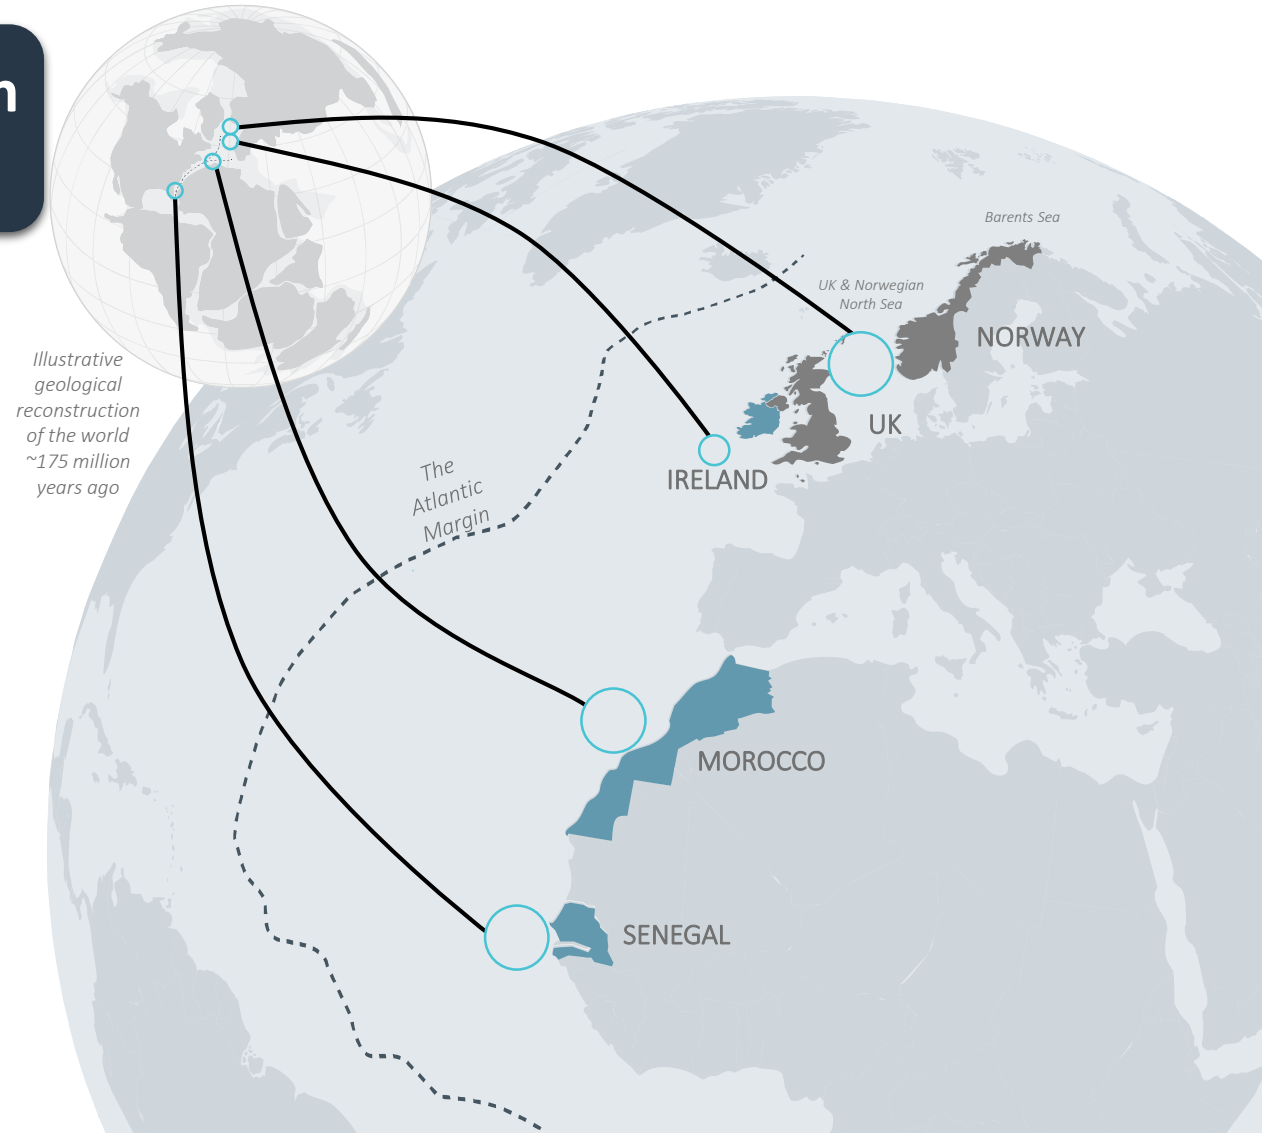 n
Barents Sea
UK & Norwegian
North Sea
NORWAY
UK
IRELAND
Illustrative
geological
reconstruction
of the world
~175 million
years ago
The
Atlantic
Margin
MOROCCO
SENEGAL